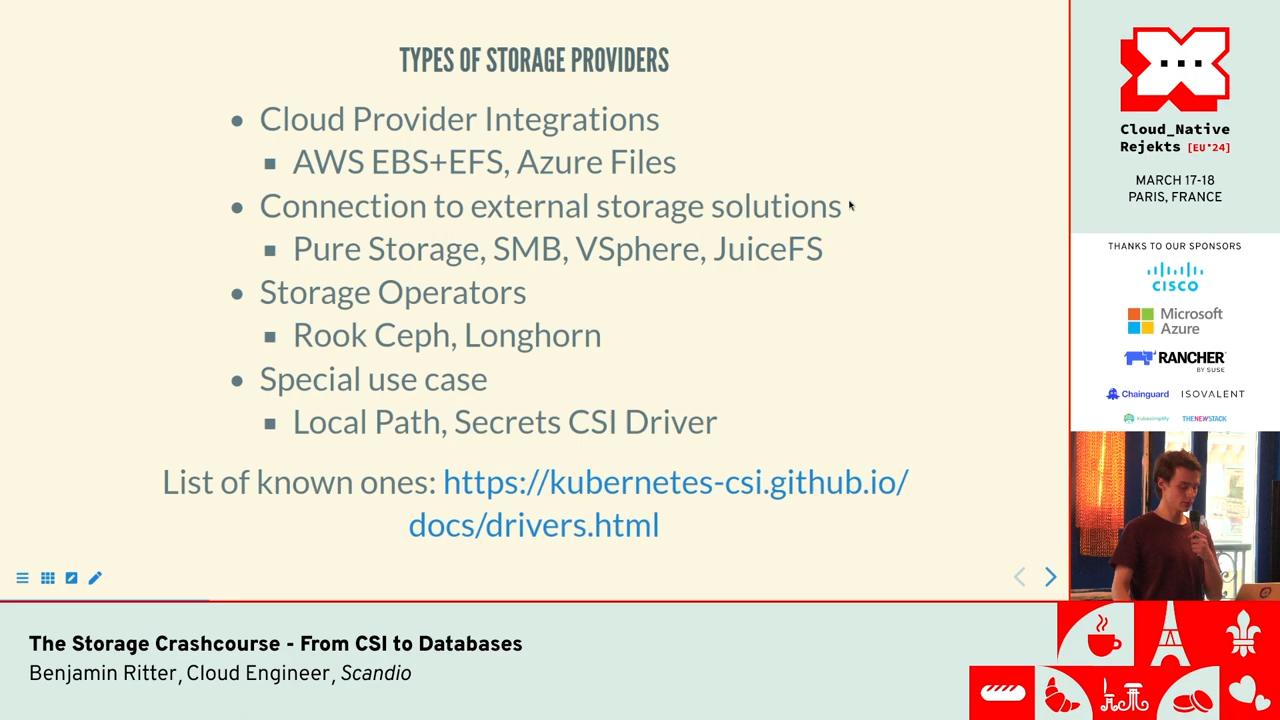 TYPES OF STORAGE PROVIDERS
Cloud Provider Integrations
AWS EBS+EFS, Azure Files
Connection to external storage solutions
Pure Storage, SMB, VSphere, JuiceFS
Storage Operators
Rook Ceph, Longhorn
Special use case
Local Path, Secrets CSI Driver
List of known ones: https://kubernetes-csi.github.io/
docs/drivers.html
Cloud_Native
Rejekts [EU'24]
MARCH 17-18
PARIS, FRANCE
THANKS TO OUR SPONSORS
CISCO
Microsoft
Azure
RANCHER
BY SUSE
Chainguard ISOVALENT
kubesimplify THENEWSTACK
The Storage Crashcourse - From CSI to Databases
Benjamin Ritter, Cloud Engineer, Scandio